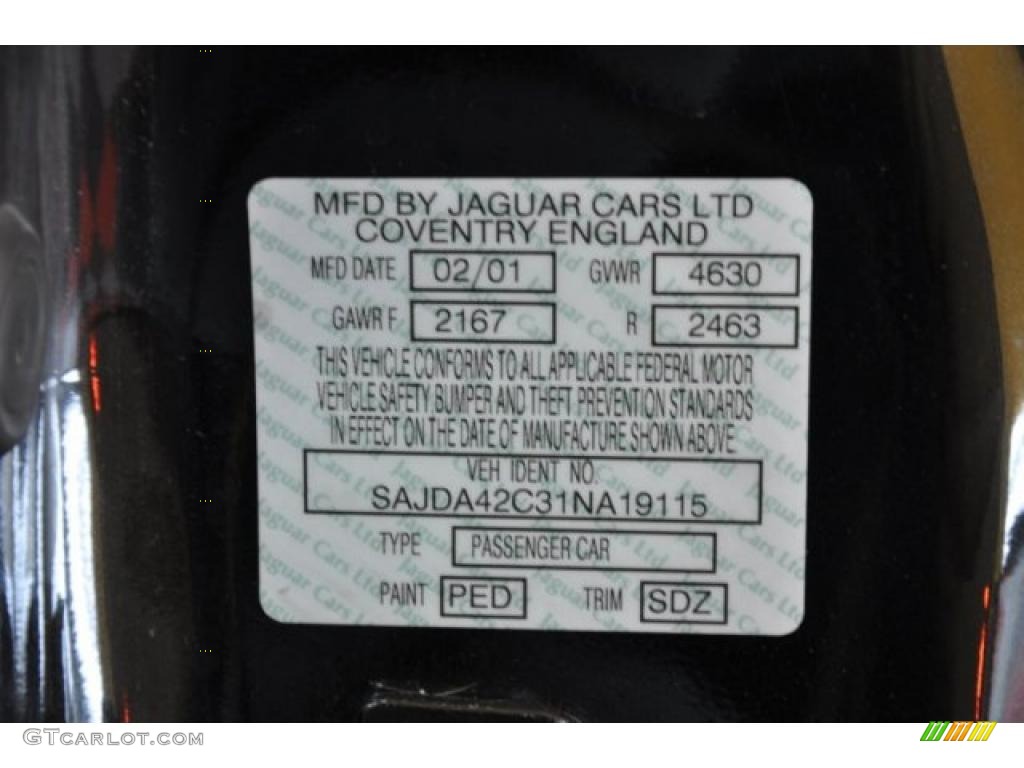 MFD BY JAGUAR CARS LTD
COVENTRY ENGLAND
MFD DATE 02/01 GVWR 4630
GAWR F 2167 R 2463
THIS VEHICLE CONFORMS TO ALL APPLICABLE FEDERAL MOTOR
VEHICLE SAFETY BUMPER AND THEFT PREVENTION STANDARDS
IN EFFECT ON THE DATE OF MANUFACTURE SHOWN ABOVE
VEH IDENT NO.
SAJDA42C31NA19115
TYPE PASSENGER CAR
PAINT PED TRIM SDZ
GTCARLOT.COM